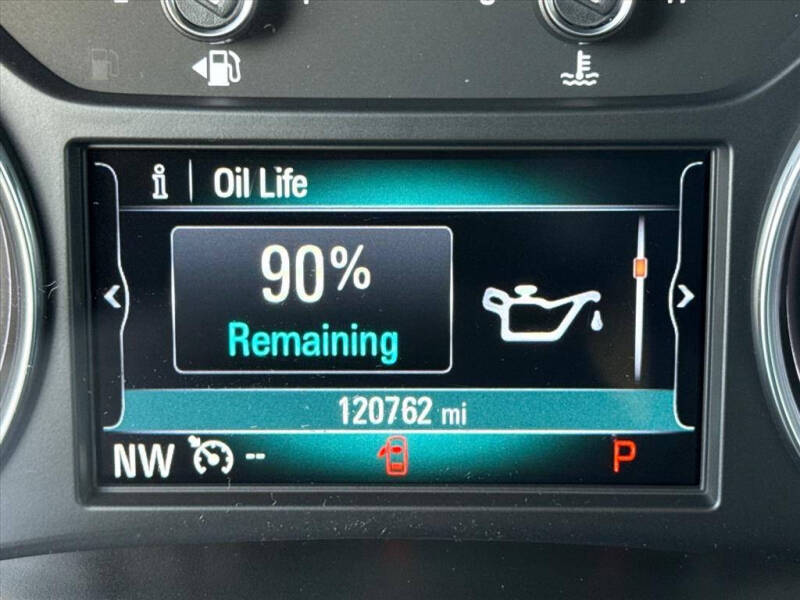 i | Oil Life
90%
Remaining
120762 mi
NW -- P